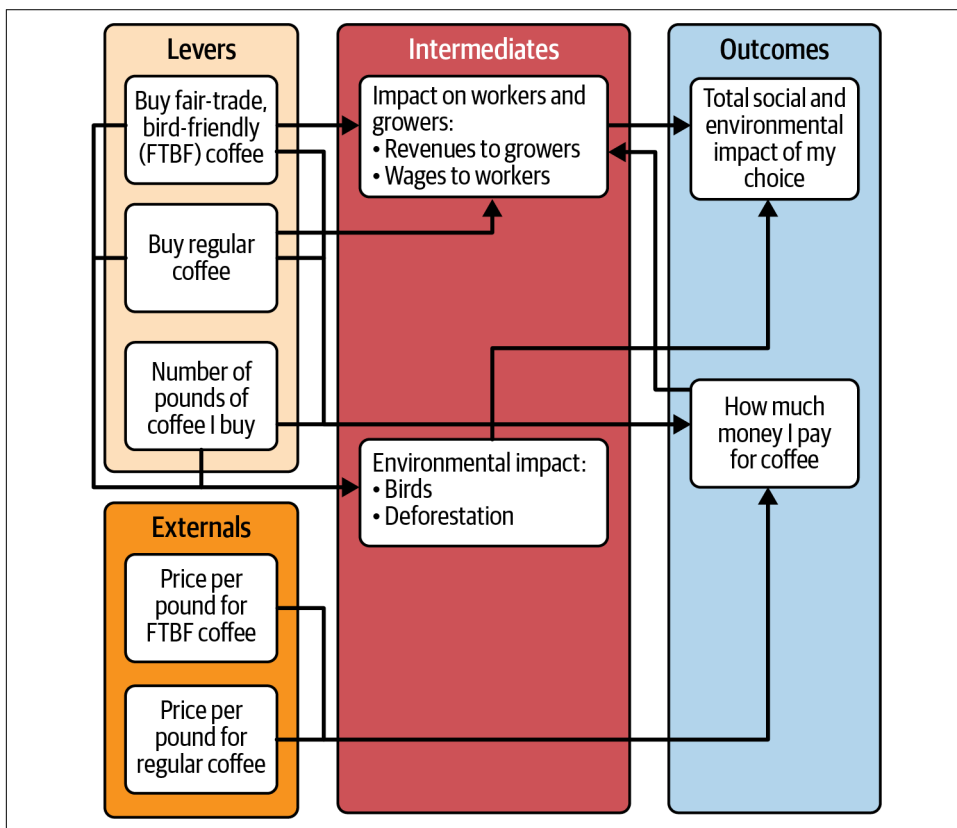 Levers
Buy fair-trade,
bird-friendly
(FTBF) coffee
Buy regular
coffee
Number of
pounds of
coffee I buy
Externals
Price per
pound for
FTBF coffee
Price per
pound for
regular coffee
Intermediates
Impact on workers and
growers:
• Revenues to growers
• Wages to workers
Environmental impact:
• Birds
• Deforestation
Outcomes
Total social and
environmental
impact of my
choice
How much
money I pay
for coffee